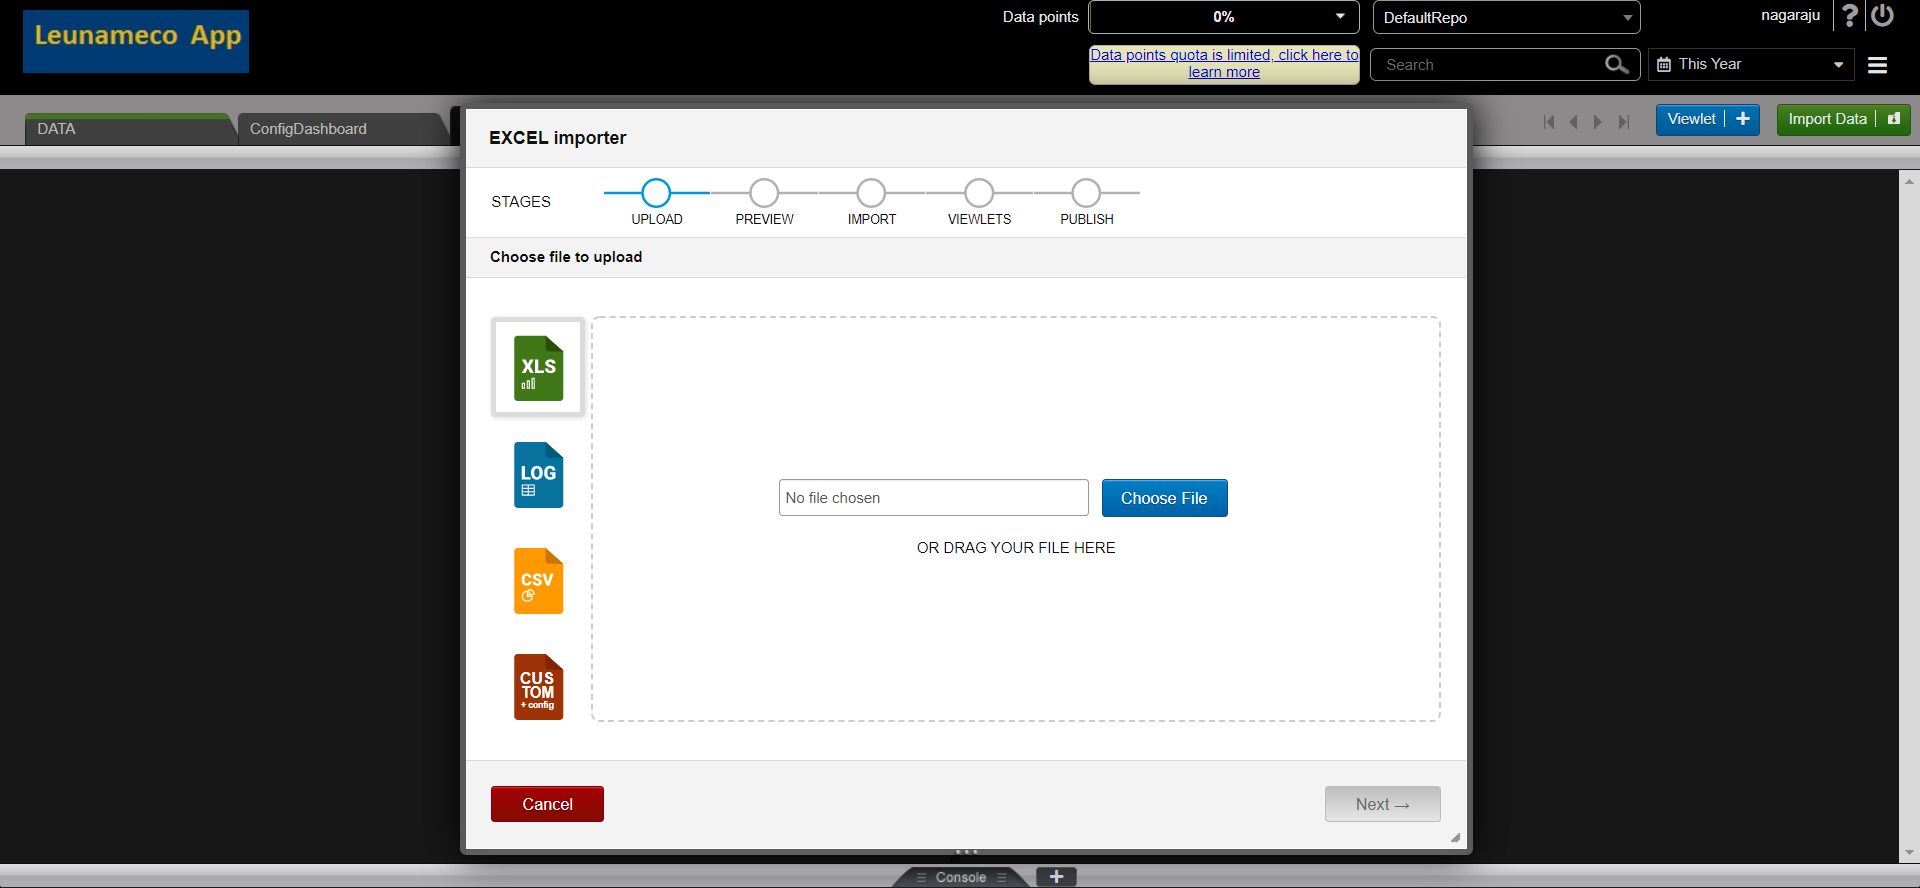 Leunameco App
Data points
0%
DefaultRepo
nagaraju
?
Data points quota is limited, click here to
learn more
Search
This Year
DATA
ConfigDashboard
Viewlet +
Import Data
EXCEL importer
STAGES
UPLOAD
PREVIEW
IMPORT
VIEWLETS
PUBLISH
Choose file to upload
XLS
LOG
CSV
CUS
TOM
+ config
No file chosen
Choose File
OR DRAG YOUR FILE HERE
Cancel
Next →
Console
+